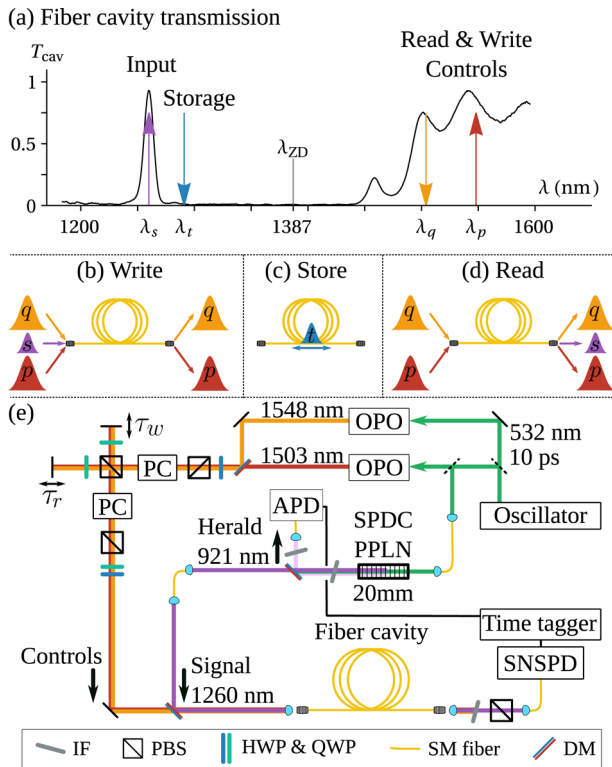 (a) Fiber cavity transmission
T_cav
Input
Read & Write
Controls
1
Storage
0.5
λ_ZD
0
λ (nm)
1200
λ_s
λ_t
1387
λ_q
λ_p
1600
(b) Write
(c) Store
(d) Read
q
q
q
q
s
t
s
p
p
p
p
(e)
τ_w
1548 nm
OPO
532 nm
10 ps
1503 nm
OPO
PC
τ_r
PC
APD
SPDC
Oscillator
Herald
921 nm
PPLN
20mm
Time tagger
Fiber cavity
SNSPD
Controls
Signal
1260 nm
IF
PBS
HWP & QWP
SM fiber
DM